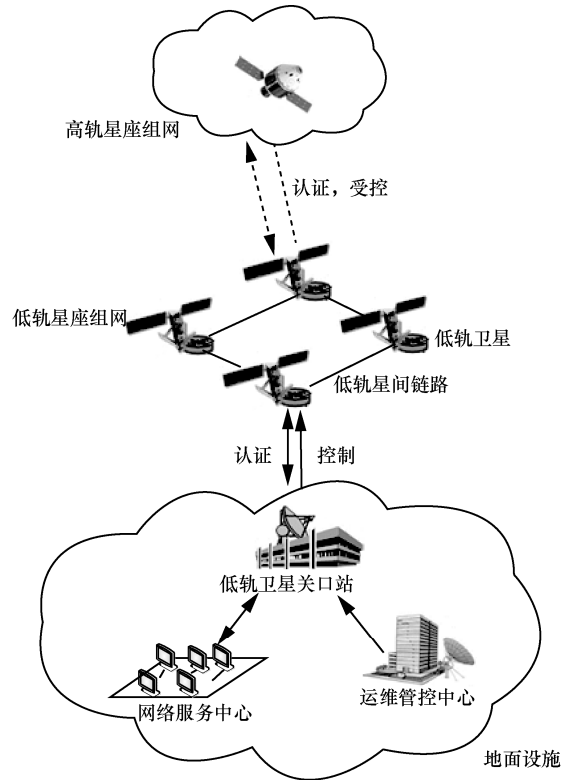 高轨星座组网
认证，受控
低轨星座组网
低轨卫星
低轨星间链路
认证
控制
低轨卫星关口站
网络服务中心
运维管控中心
地面设施